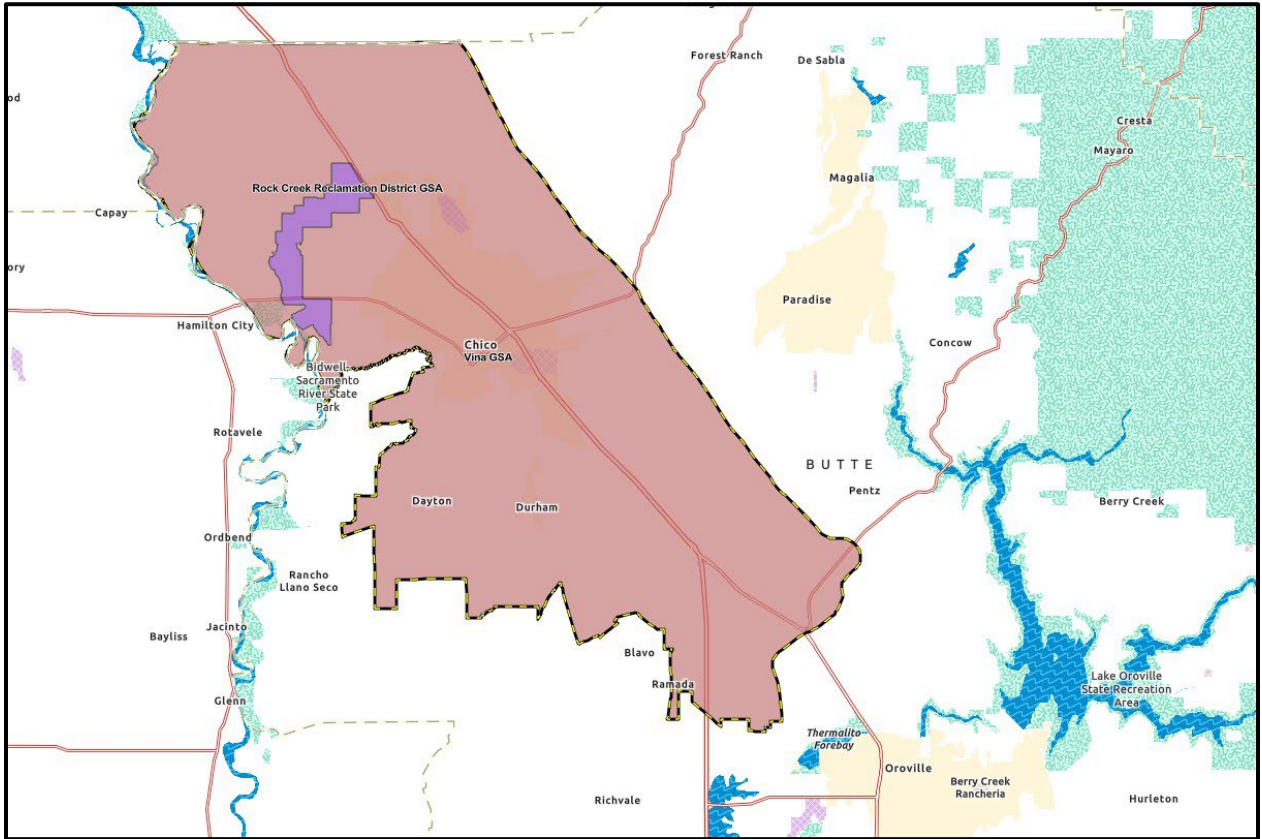 Forest Ranch
De Sabla
od
Cresta
Mayaro
Magalia
Rock Creek Reclamation District GSA
Capay
ory
Paradise
Hamilton City
Concow
Chico
Vina GSA
Bidwell,
Sacramento
River State
Park
Rotavele
BUTTE
Pentz
Dayton
Durham
Berry Creek
Ordbend
Rancho
Llano Seco
Jacinto
Bayliss
Blavo
Ramada
Glenn
Lake Oroville
State Recreation
Area
Thermalito
Forebay
Oroville
Berry Creek
Rancheria
Richvale
Hurleton